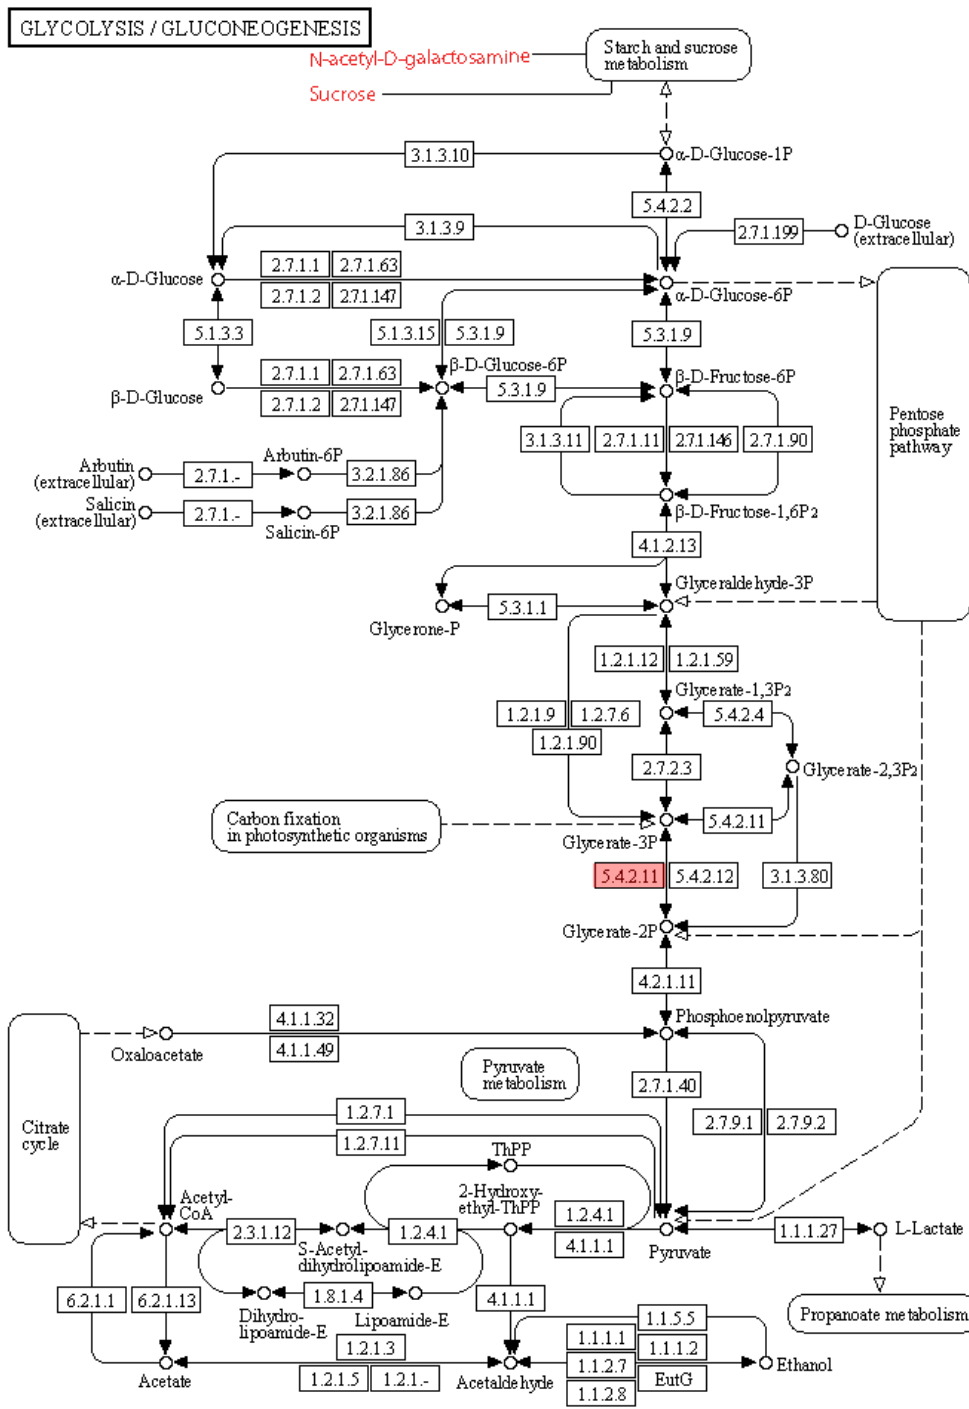 GLYCOLYSIS / GLUCONEOGENESIS
N-acetyl-D-galactosamine
Sucrose
Starch and sucrose
metabolism
3.1.3.10
α-D-Glucose-1P
5.4.2.2
3.1.3.9
2.7.1.199
D-Glucose
(extracellular)
α-D-Glucose
2.7.1.1
2.7.1.63
2.7.1.2
2.7.1.147
α-D-Glucose-6P
5.1.3.3
5.1.3.15
5.3.1.9
5.3.1.9
β-D-Glucose
2.7.1.1
2.7.1.63
2.7.1.2
2.7.1.147
β-D-Glucose-6P
5.3.1.9
β-D-Fructose-6P
Pentose
phosphate
pathway
3.1.3.11
2.7.1.11
2.7.1.146
2.7.1.90
Arbutin
(extracellular)
2.7.1.-
Arbutin-6P
3.2.1.86
Salicin
(extracellular)
2.7.1.-
Salicin-6P
3.2.1.86
β-D-Fructose-1,6P2
4.1.2.13
Glyceraldehyde-3P
5.3.1.1
Glycerone-P
1.2.1.12
1.2.1.59
Glycerate-1,3P2
1.2.1.9
1.2.7.6
1.2.1.90
5.4.2.4
2.7.2.3
Glycerate-2,3P2
Carbon fixation
in photosynthetic organisms
5.4.2.11
Glycerate-3P
5.4.2.11
5.4.2.12
3.1.3.80
Glycerate-2P
4.2.1.11
Phosphoenolpyruvate
4.1.1.32
Oxaloacetate
4.1.1.49
Pyruvate
metabolism
2.7.1.40
Citrate
cycle
1.2.7.1
1.2.7.11
2.7.9.1
2.7.9.2
ThPP
2-Hydroxy-
ethyl-ThPP
Acetyl-
CoA
2.3.1.12
S-Acetyl-
dihydrolipoamide-E
1.2.4.1
1.2.4.1
4.1.1.1
Pyruvate
1.1.1.27
L-Lactate
6.2.1.1
6.2.1.13
1.8.1.4
Dihydro-
lipoamide-E
Lipoamide-E
4.1.1.1
Propanoate metabolism
1.1.5.5
1.2.1.3
1.1.1.1
1.1.1.2
Acetate
1.2.1.5
1.2.1.-
Acetaldehyde
1.1.2.7
EutG
1.1.2.8
Ethanol